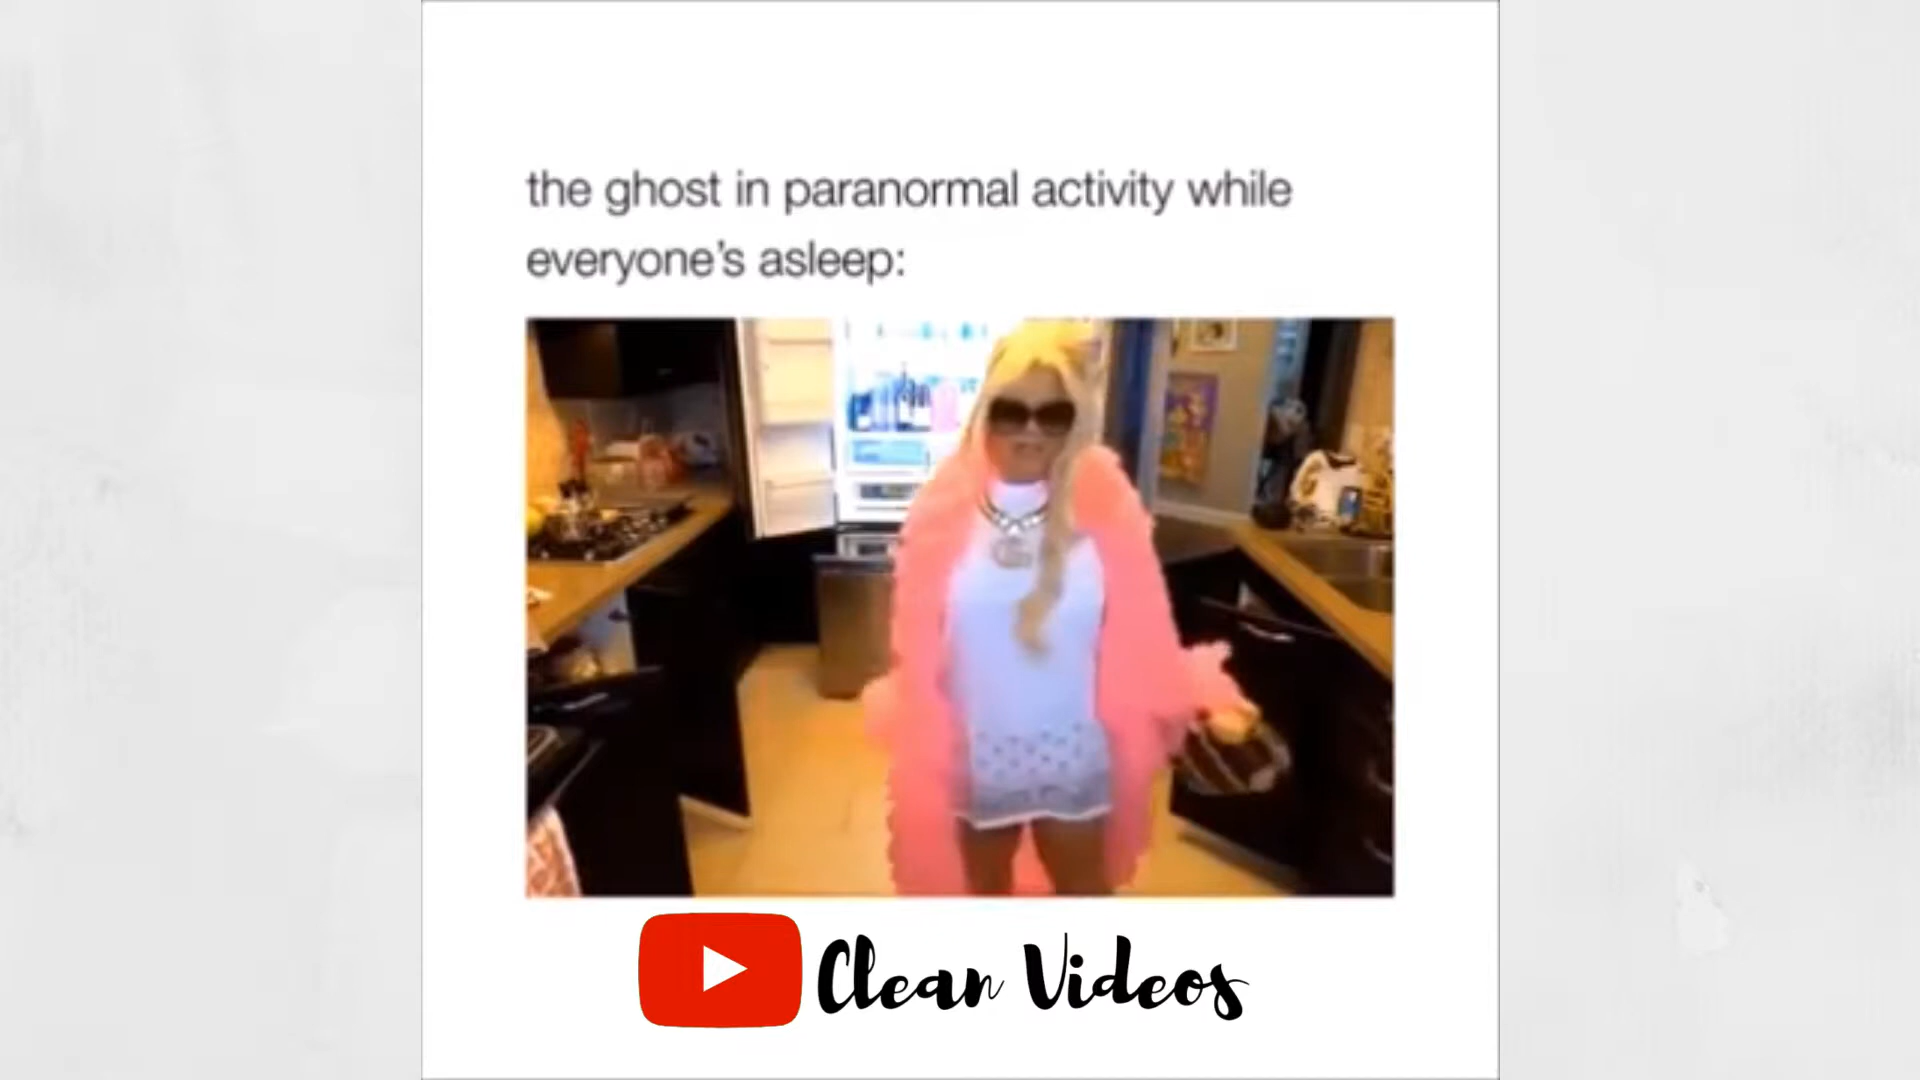 the ghost in paranormal activity while
everyone's asleep:
Clean Videos